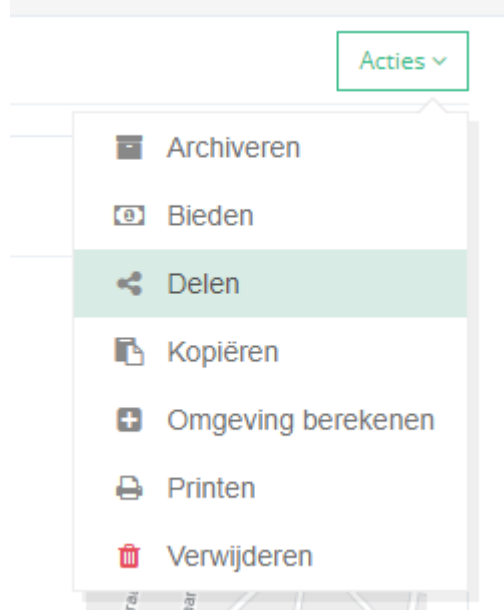 Acties
Archiveren
Bieden
Delen
Kopiëren
Omgeving berekenen
Printen
Verwijderen